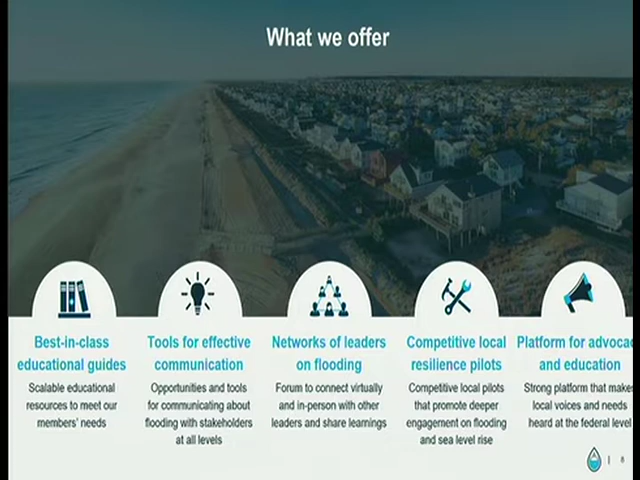 What we offer
Best-in-class
educational guides
Scalable educational
resources to meet our
members' needs
Tools for effective
communication
Opportunities and tools
for communicating about
flooding with stakeholders
at all levels
Networks of leaders
on flooding
Forum to connect virtually
and in-person with other
leaders and share learnings
Competitive local
resilience pilots
Competitive local pilots
that promote deeper
engagement on flooding
and sea level rise
Platform for advocac
and education
Strong platform that makes
local voices and needs
heard at the federal level
| 8